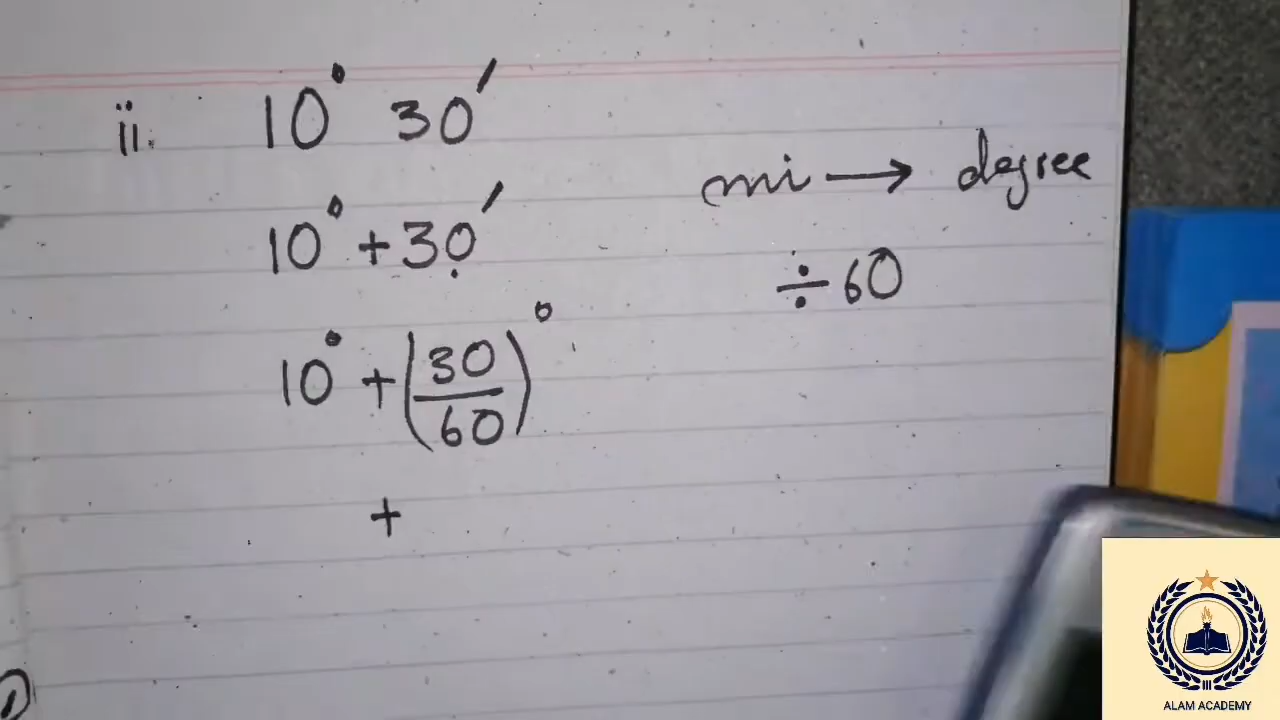 ii. 10° 30′
10° + 30′
mi → degree
÷ 60
10° + (30/60)°
+
ALAM ACADEMY